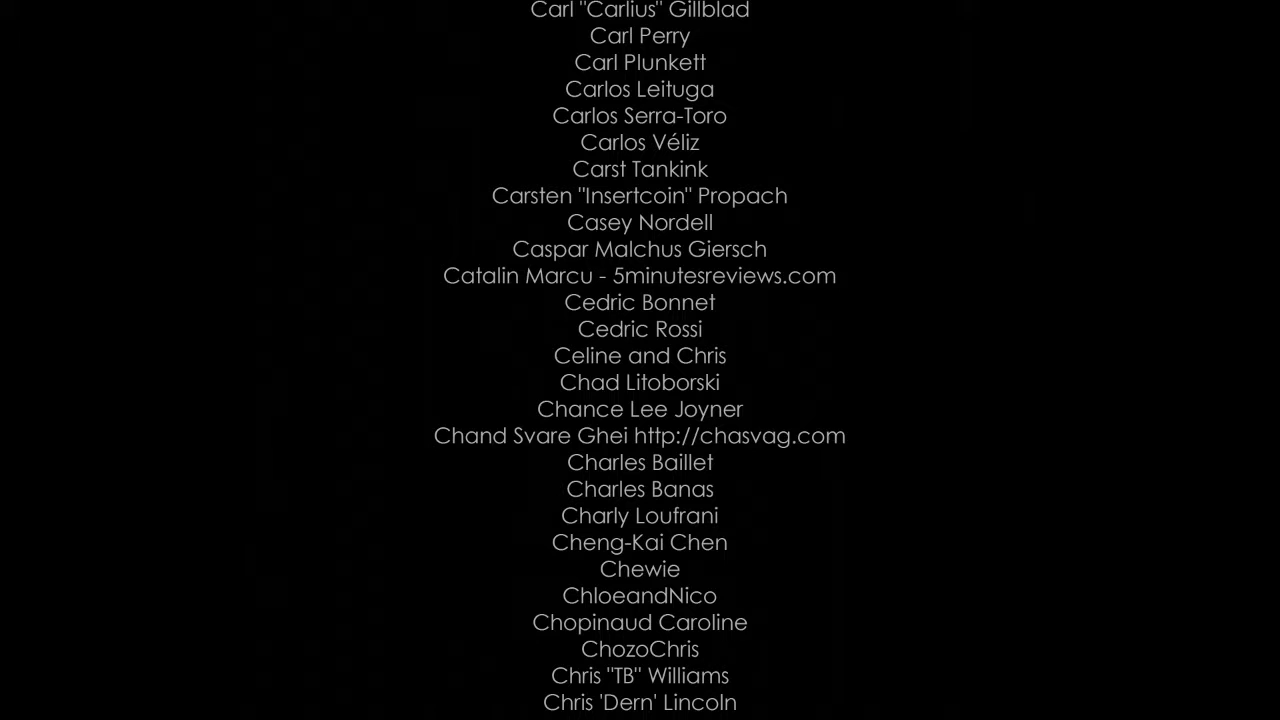 Carl "Carlius" Gillblad
Carl Perry
Carl Plunkett
Carlos Leituga
Carlos Serra-Toro
Carlos Véliz
Carst Tankink
Carsten "Insertcoin" Propach
Casey Nordell
Caspar Malchus Giersch
Catalin Marcu - 5minutesreviews.com
Cedric Bonnet
Cedric Rossi
Celine and Chris
Chad Litoborski
Chance Lee Joyner
Chand Svare Ghei http://chasvag.com
Charles Baillet
Charles Banas
Charly Loufrani
Cheng-Kai Chen
Chewie
ChloeandNico
Chopinaud Caroline
ChozoChris
Chris "TB" Williams
Chris 'Dern' Lincoln